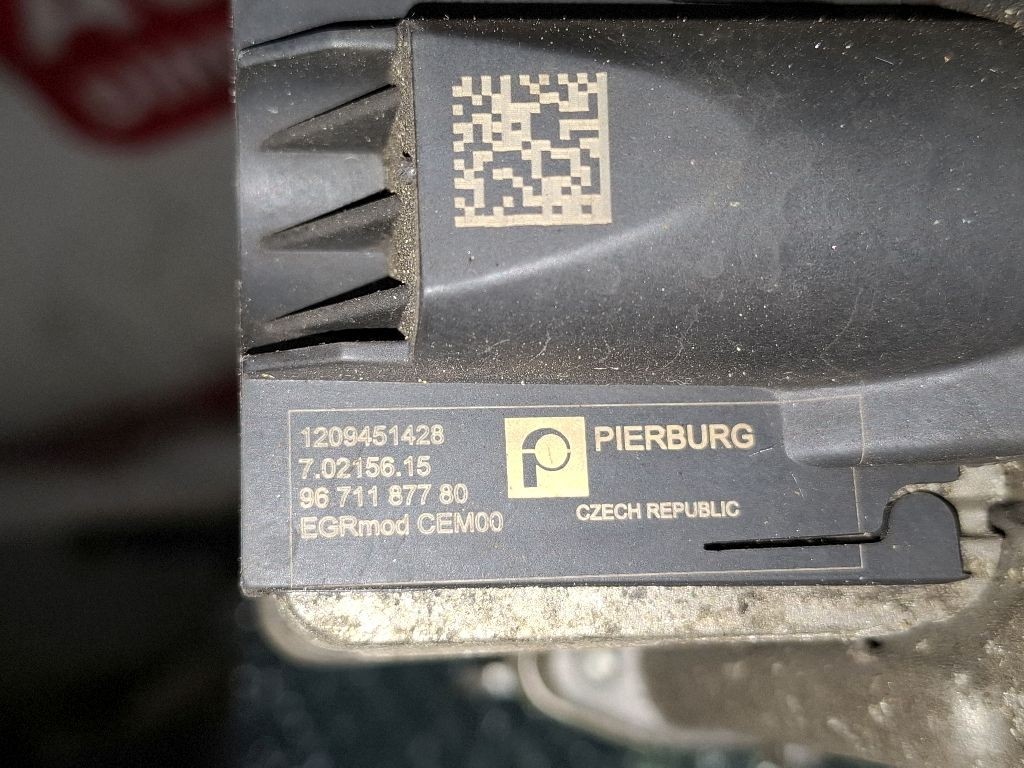 1209451428
7.02156.15
96 711 877 80
EGRmod CEM00
PIERBURG
CZECH REPUBLIC